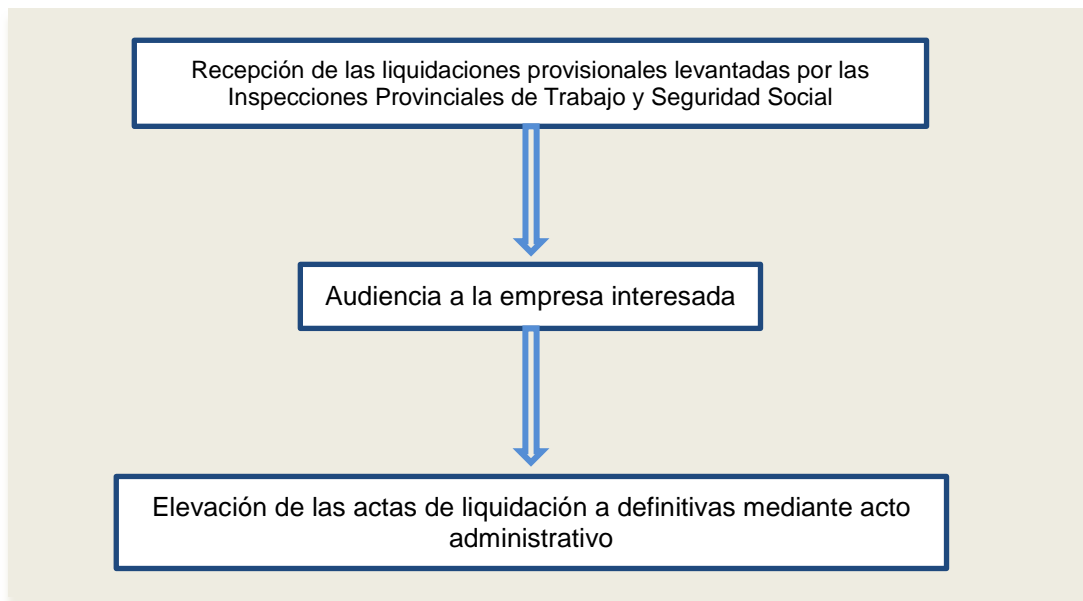 Recepción de las liquidaciones provisionales levantadas por las
Inspecciones Provinciales de Trabajo y Seguridad Social
Audiencia a la empresa interesada
Elevación de las actas de liquidación a definitivas mediante acto
administrativo